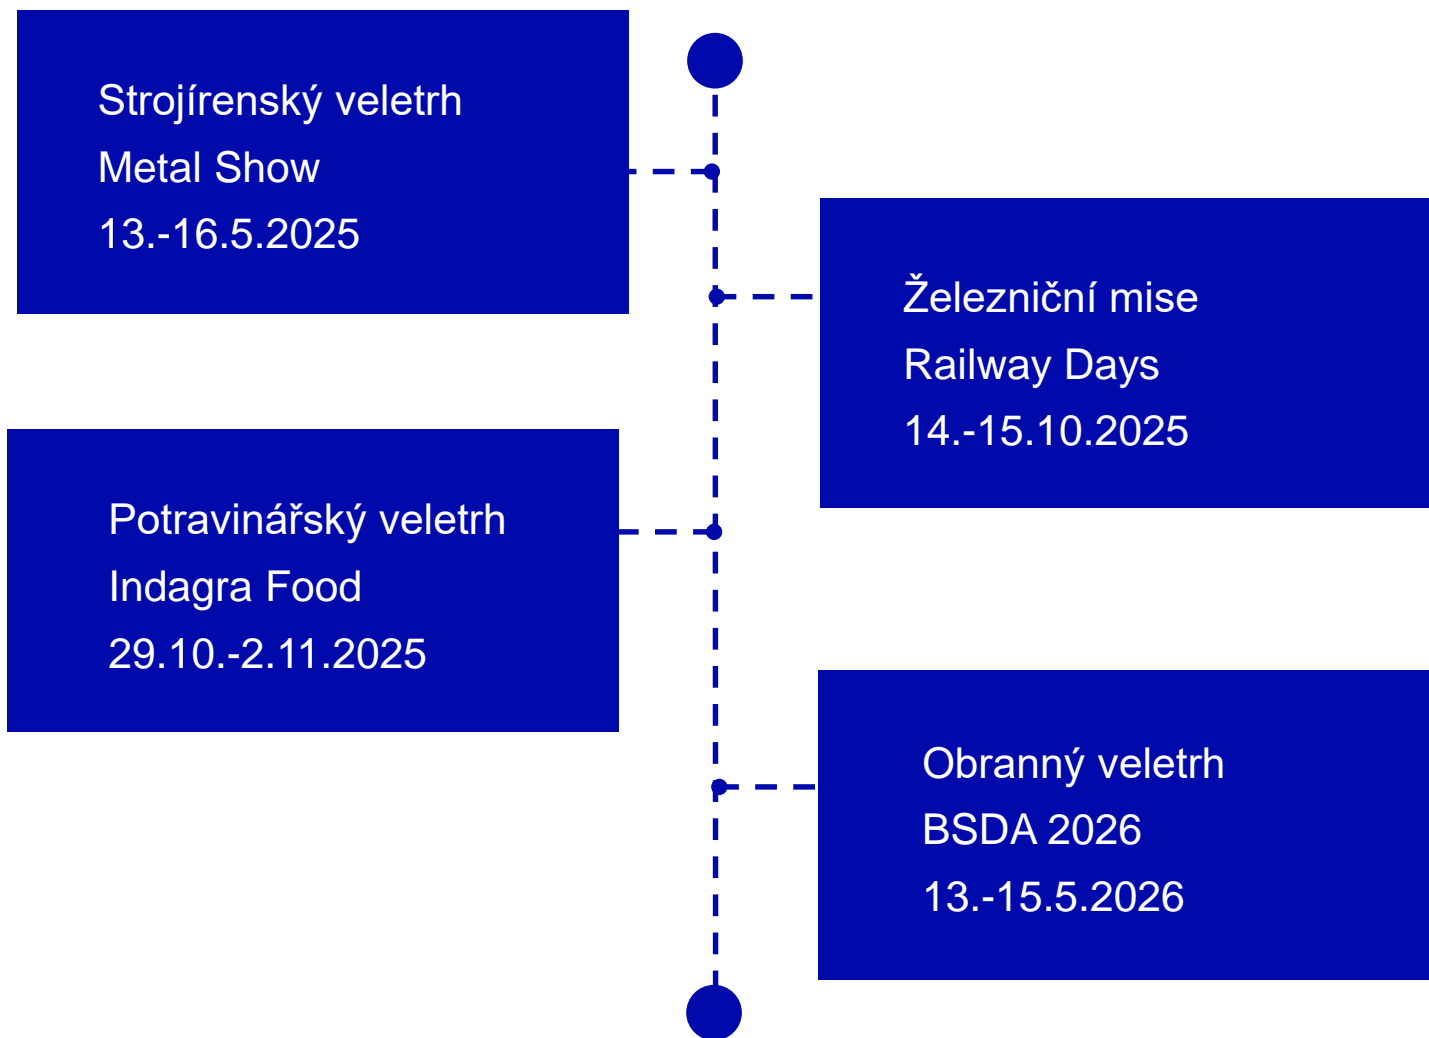 Strojírenský veletrh
Metal Show
13.-16.5.2025
Železniční mise
Railway Days
14.-15.10.2025
Potravinářský veletrh
Indagra Food
29.10.-2.11.2025
Obranný veletrh
BSDA 2026
13.-15.5.2026